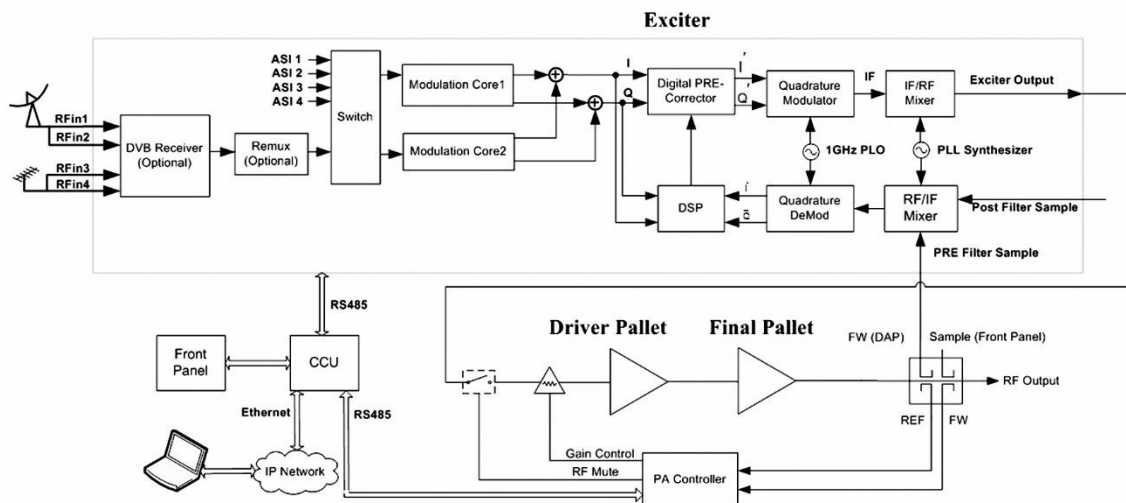 Exciter
ASI 1
ASI 2
ASI 3
ASI 4
Switch
Modulation Core1
Modulation Core2
I
Q
Digital PRE-
Corrector
I'
Q'
Quadrature
Modulator
IF
IF/RF
Mixer
Exciter Output
RFin1
RFin2
RFin3
RFin4
DVB Receiver
(Optional)
Remux
(Optional)
1GHz PLO
PLL Synthesizer
DSP
Quadrature
DeMod
RF/IF
Mixer
Post Filter Sample
PRE Filter Sample
RS485
Front
Panel
CCU
Ethernet
RS485
IP Network
Driver Pallet
Final Pallet
FW (DAP)
Sample (Front Panel)
RF Output
REF
FW
Gain Control
RF Mute
PA Controller